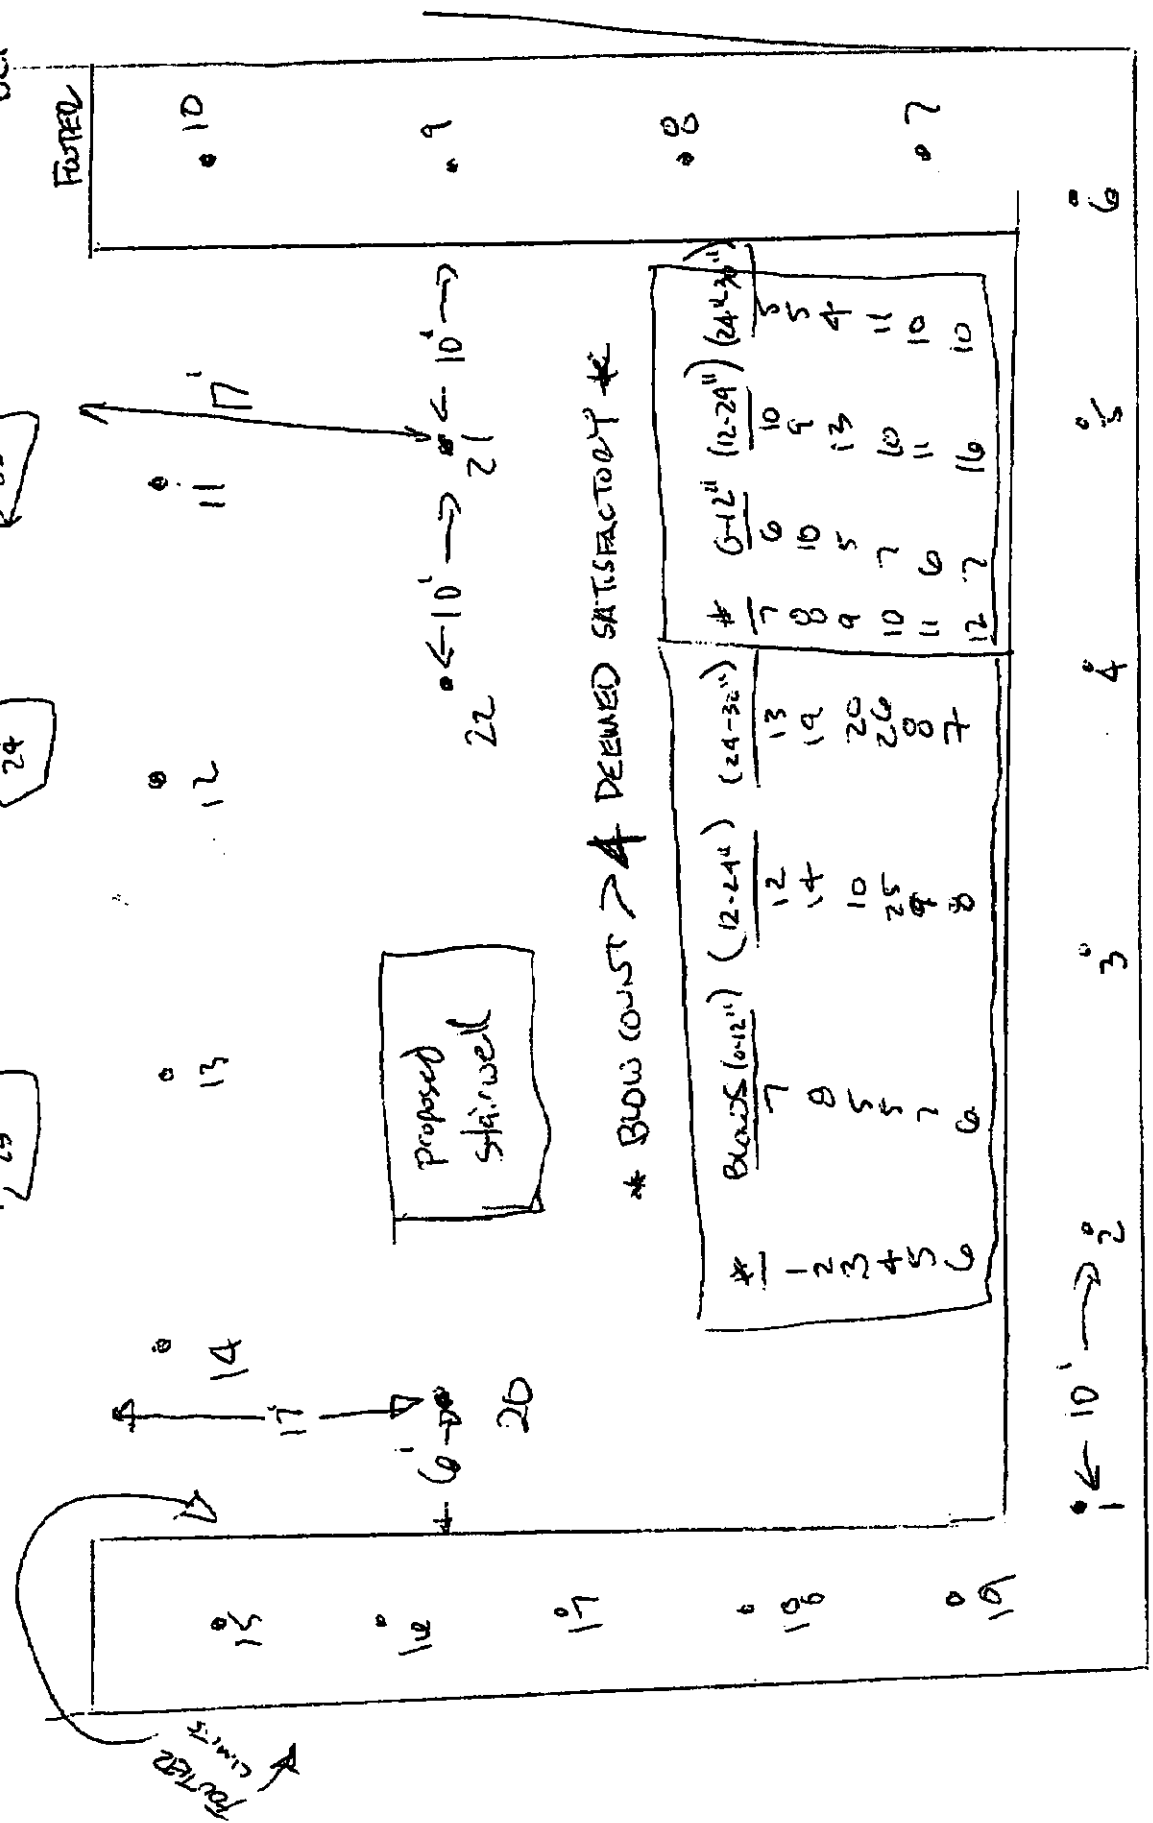 24
FOOTER
FOOTER
LIMITS
15 14 13 12 11 10
17' 17'
16 ← 6' → 20
Proposed
Stairwell
22 ← 10' → 21 ← 10' → 9
17
* BLOW COUNT > 4 DEEMED SATISFACTORY *
18 8
# BLOWS (0-12") (12-24") (24-32") # 0-12" (12-24") (24-36")
1 7 12 13 7 6 10 5
2 8 14 19 8 10 9 5
3 5 10 20 9 5 13 4
4 5 25 26 10 7 10 11
5 7 9 8 11 6 11 10
6 6 8 7 12 7 16 10
19 7
1 ← 10' → 2 3 4 5 6